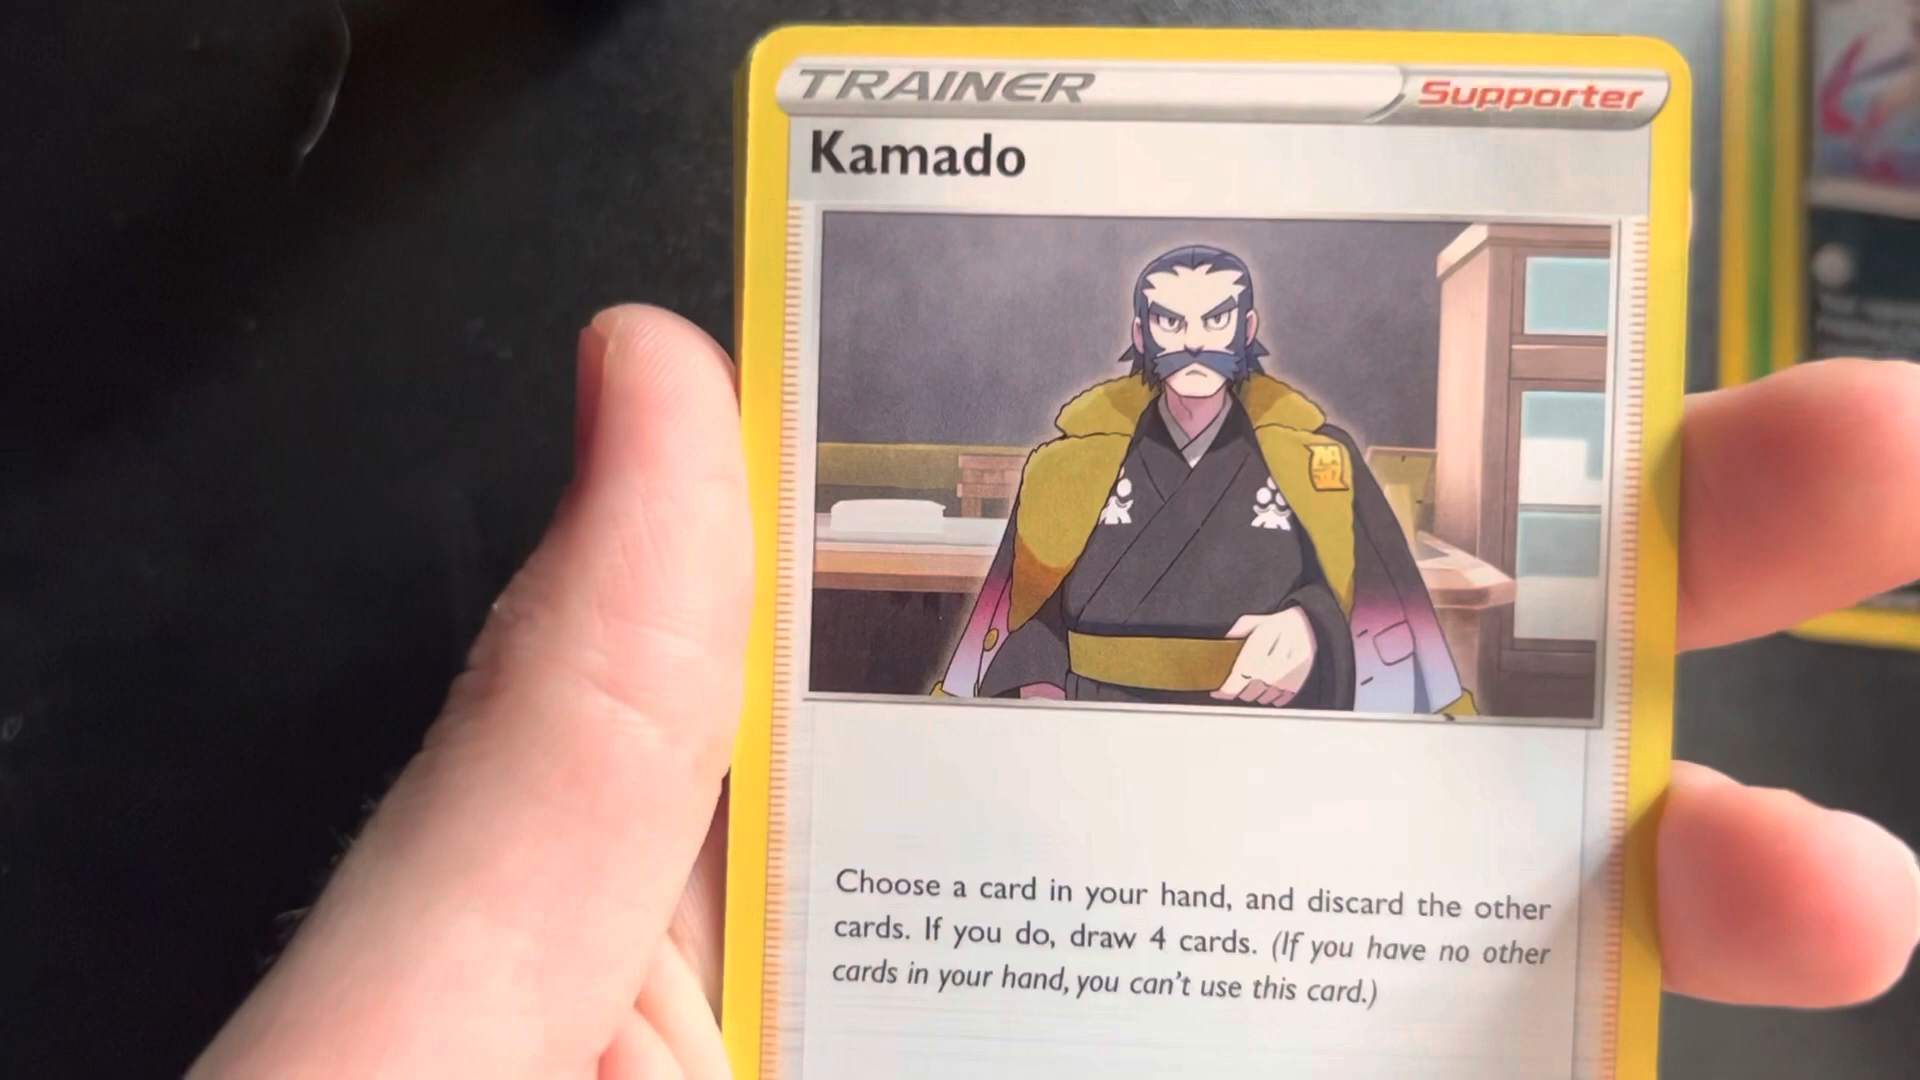 TRAINER Supporter
Kamado
Choose a card in your hand, and discard the other
cards. If you do, draw 4 cards. (If you have no other
cards in your hand, you can't use this card.)